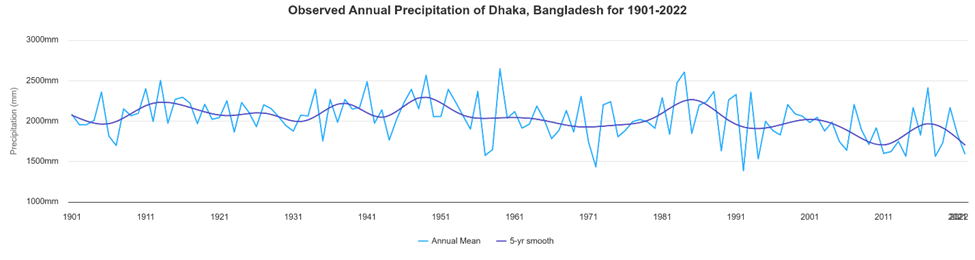 Observed Annual Precipitation of Dhaka, Bangladesh for 1901-2022
Precipitation (mm)
3000mm
2500mm
2000mm
1500mm
1000mm
1901 1911 1921 1931 1941 1951 1961 1971 1981 1991 2001 2011 2021
Annual Mean 5-yr smooth